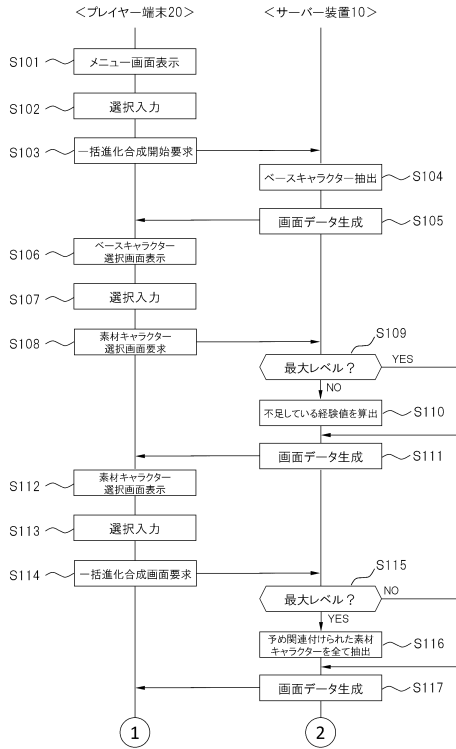 ＜プレイヤー端末20＞ ＜サーバー装置10＞
S101 メニュー画面表示
S102 選択入力
S103 一括進化合成開始要求
ベースキャラクター抽出 S104
画面データ生成 S105
S106 ベースキャラクター
選択画面表示
S107 選択入力
S108 素材キャラクター
選択画面要求
S109
最大レベル？ YES
NO
不足している経験値を算出 S110
画面データ生成 S111
S112 素材キャラクター
選択画面表示
S113 選択入力
S114 一括進化合成画面要求
S115
最大レベル？ NO
YES
予め関連付けられた素材
キャラクターを全て抽出 S116
画面データ生成 S117
1 2